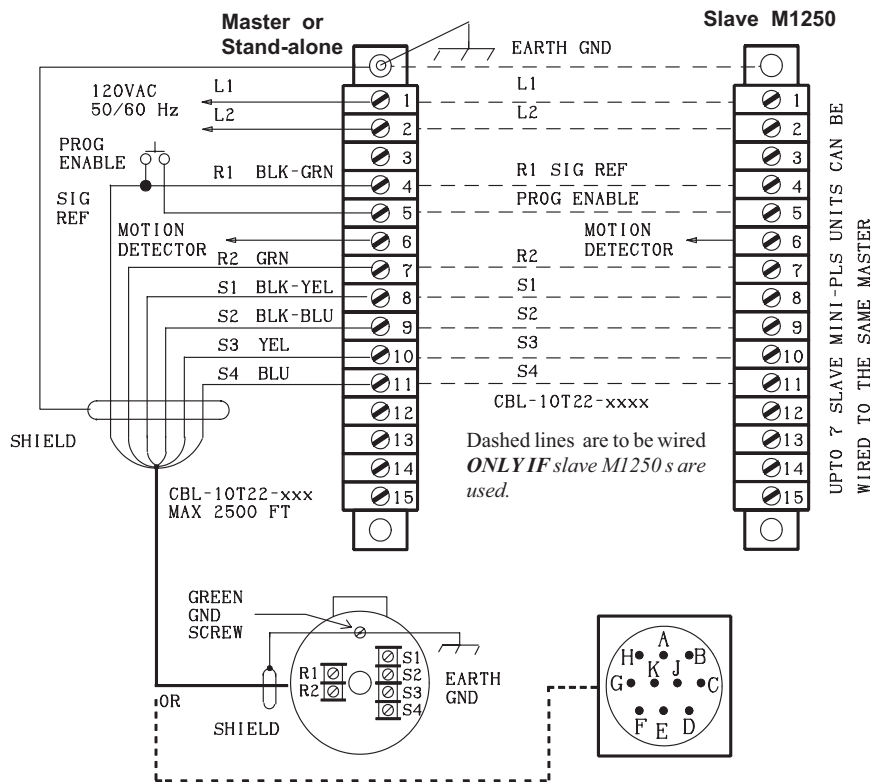 Master or
Stand-alone
Slave M1250
EARTH GND
120VAC
50/60 Hz
L1
L2
PROG
ENABLE
SIG
REF
R1 BLK-GRN
MOTION
DETECTOR
R2 GRN
S1 BLK-YEL
S2 BLK-BLU
S3 YEL
S4 BLU
SHIELD
CBL-10T22-xxx
MAX 2500 FT
1
2
3
4
5
6
7
8
9
10
11
12
13
14
15
L1
L2
R1 SIG REF
PROG ENABLE
MOTION
DETECTOR
R2
S1
S2
S3
S4
CBL-10T22-xxxx
Dashed lines are to be wired
ONLY IF slave M1250 s are
used.
1
2
3
4
5
6
7
8
9
10
11
12
13
14
15
UPTO 7 SLAVE MINI-PLS UNITS CAN BE
WIRED TO THE SAME MASTER
GREEN
GND
SCREW
R1
R2
S1
S2
S3
S4
EARTH
GND
OR
SHIELD
A
H B
K J
G C
F E D